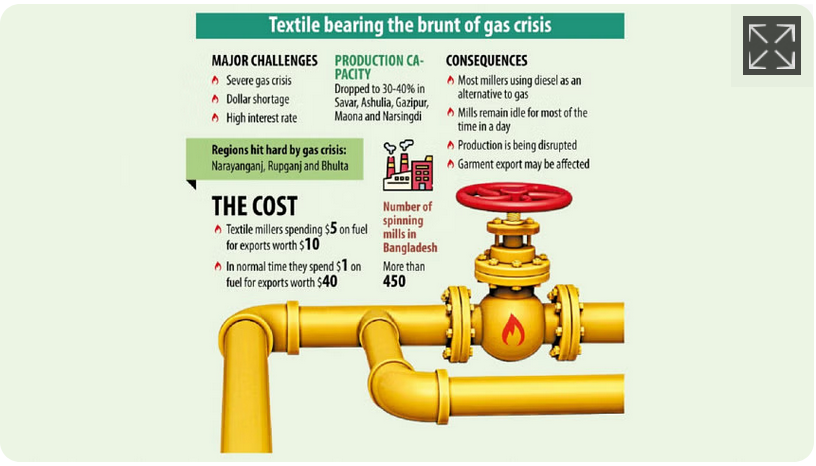 Textile bearing the brunt of gas crisis
MAJOR CHALLENGES
Severe gas crisis
Dollar shortage
High interest rate
PRODUCTION CA-
PACITY
Dropped to 30-40% in
Savar, Ashulia, Gazipur,
Maona and Narsingdi
CONSEQUENCES
Most millers using diesel as an
alternative to gas
Mills remain idle for most of the
time in a day
Production is being disrupted
Garment export may be affected
Regions hit hard by gas crisis:
Narayanganj, Rupganj and Bhulta
THE COST
Textile millers spending $5 on fuel
for exports worth $10
In normal time they spend $1 on
fuel for exports worth $40
Number of
spinning
mills in
Bangladesh
More than
450